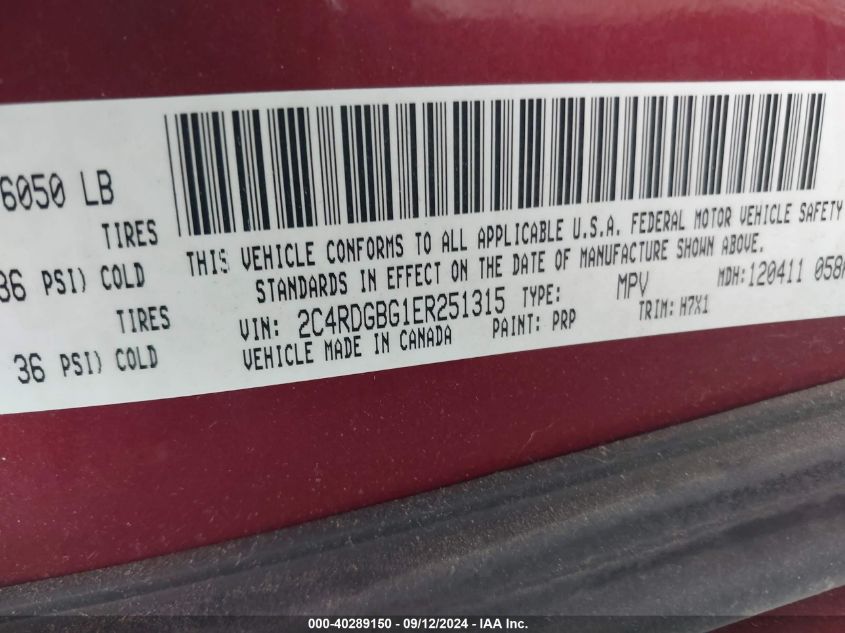 6050 LB
TIRES
36 PSI) COLD
TIRES
36 PSI) COLD
THIS VEHICLE CONFORMS TO ALL APPLICABLE U.S.A. FEDERAL MOTOR VEHICLE SAFETY
STANDARDS IN EFFECT ON THE DATE OF MANUFACTURE SHOWN ABOVE.
VIN: 2C4RDGBG1ER251315 TYPE: MPV MDH: 120411 058
VEHICLE MADE IN CANADA PAINT: PRP TRIM: H7X1
000-40289150 - 09/12/2024 - IAA Inc.